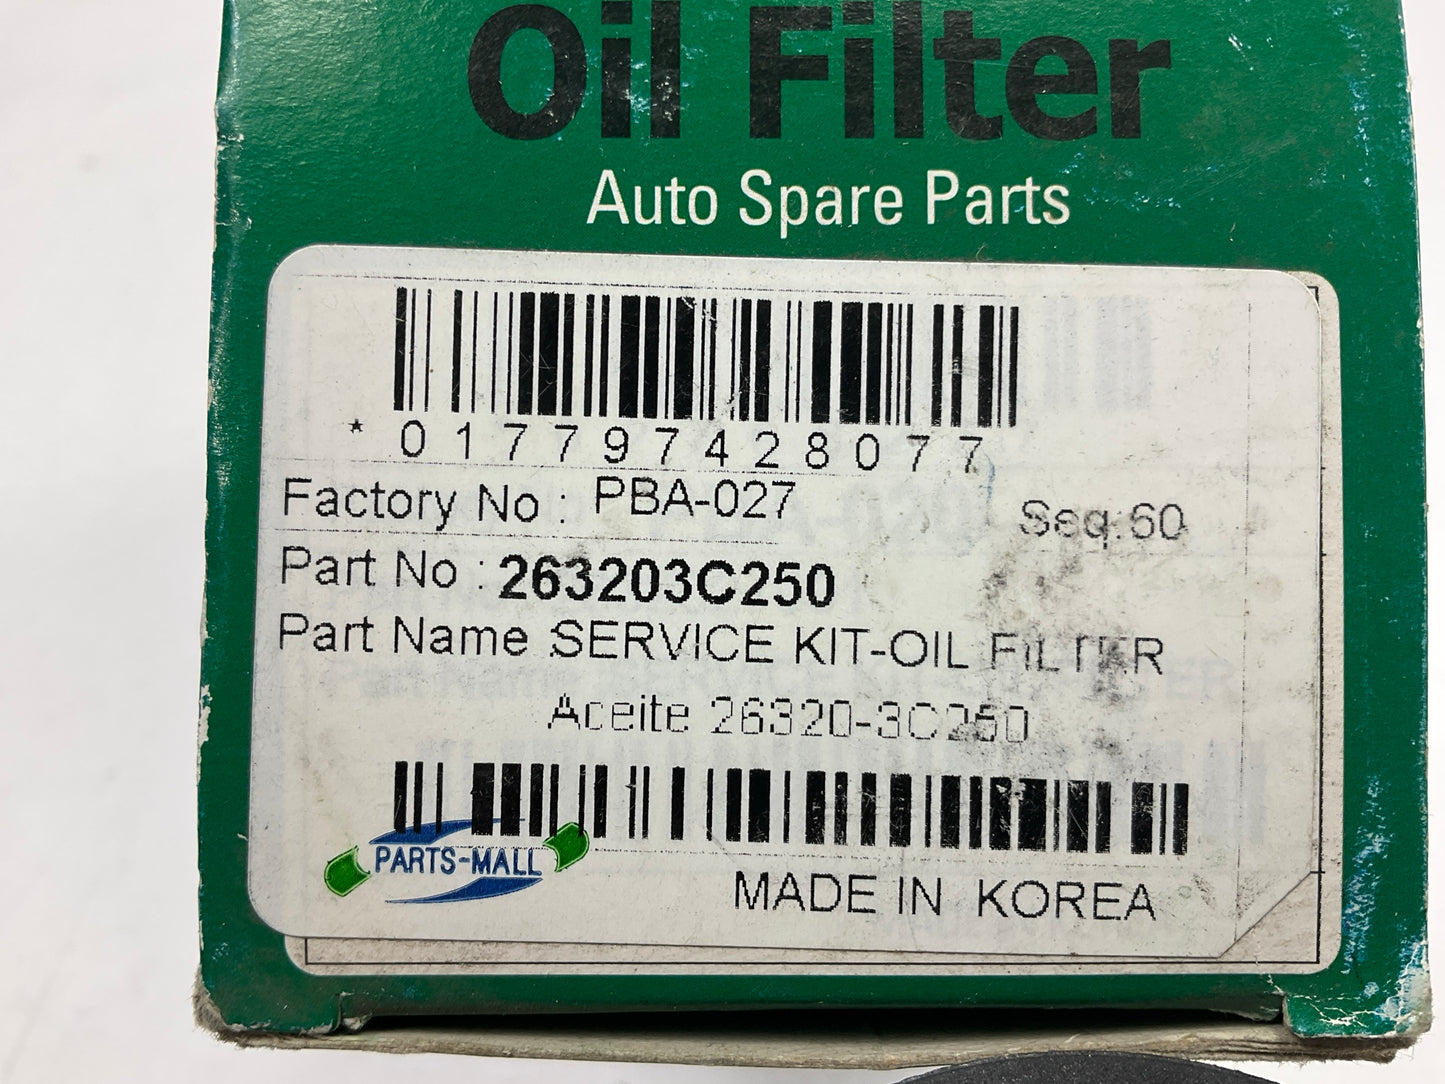 Oil Filter
Auto Spare Parts
* 017797428077
Factory No : PBA-027 Seq:60
Part No : 263203C250
Part Name :SERVICE KIT-OIL FILTER
Aceite 26320-3C250
PARTS-MALL
MADE IN KOREA